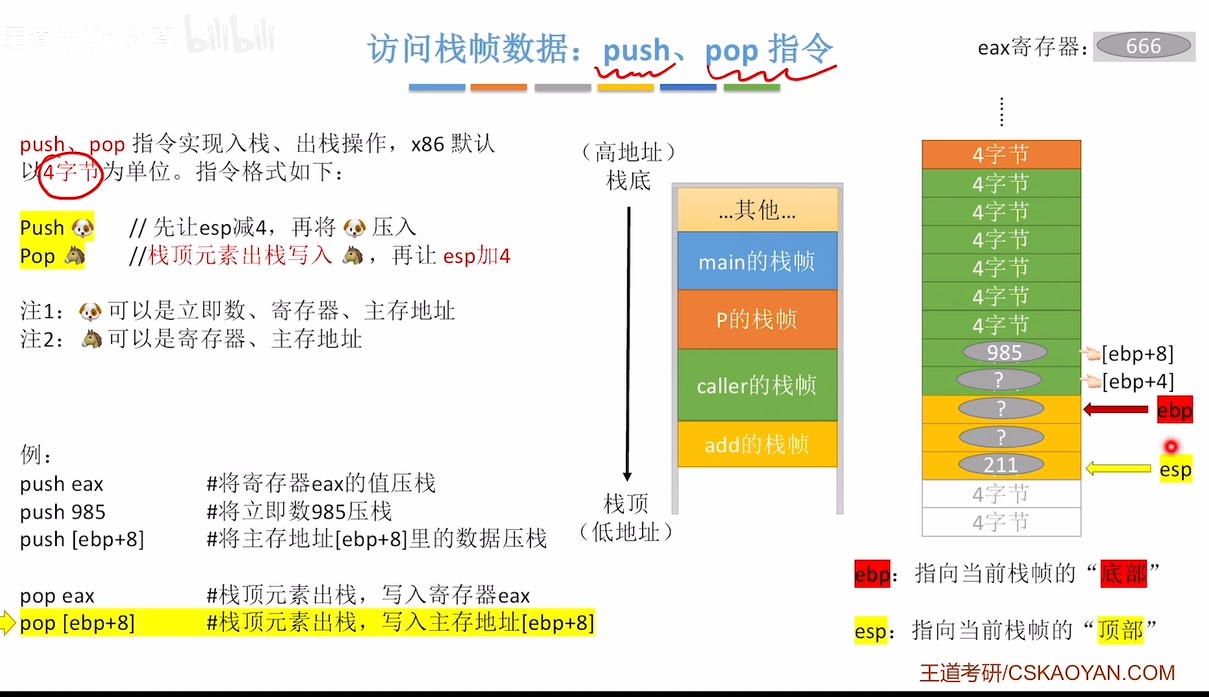 bilibili
访问栈帧数据：push、pop 指令
eax寄存器： 666
push、pop 指令实现入栈、出栈操作，x86 默认
以4字节为单位。指令格式如下：
Push 🐶 // 先让esp减4，再将 🐶 压入
Pop 🐴 //栈顶元素出栈写入 🐴 ，再让 esp加4
注1： 🐶 可以是立即数、寄存器、主存地址
注2： 🐴 可以是寄存器、主存地址
例：
push eax #将寄存器eax的值压栈
push 985 #将立即数985压栈
push [ebp+8] #将主存地址[ebp+8]里的数据压栈
pop eax #栈顶元素出栈，写入寄存器eax
pop [ebp+8] #栈顶元素出栈，写入主存地址[ebp+8]
（高地址）
栈底
…其他…
main的栈帧
P的栈帧
caller的栈帧
add的栈帧
栈顶
（低地址）
4字节
4字节
4字节
4字节
4字节
4字节
4字节
985 [ebp+8]
? [ebp+4]
? ebp
?
211 esp
4字节
4字节
ebp：指向当前栈帧的“底部”
esp：指向当前栈帧的“顶部”
王道考研/CSKAOYAN.COM